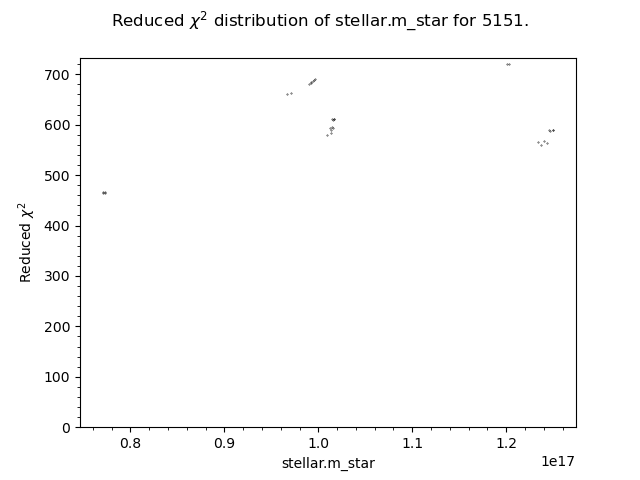 Reduced χ² distribution of stellar.m_star for 5151.
700
600
500
400
300
200
100
0
Reduced χ²
0.8 0.9 1.0 1.1 1.2
1e17
stellar.m_star